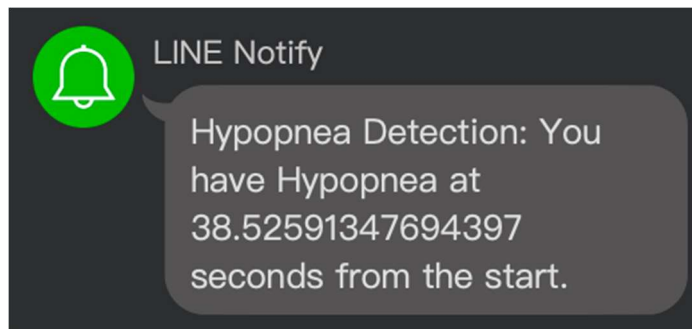 LINE Notify
Hypopnea Detection: You
have Hypopnea at
38.52591347694397
seconds from the start.